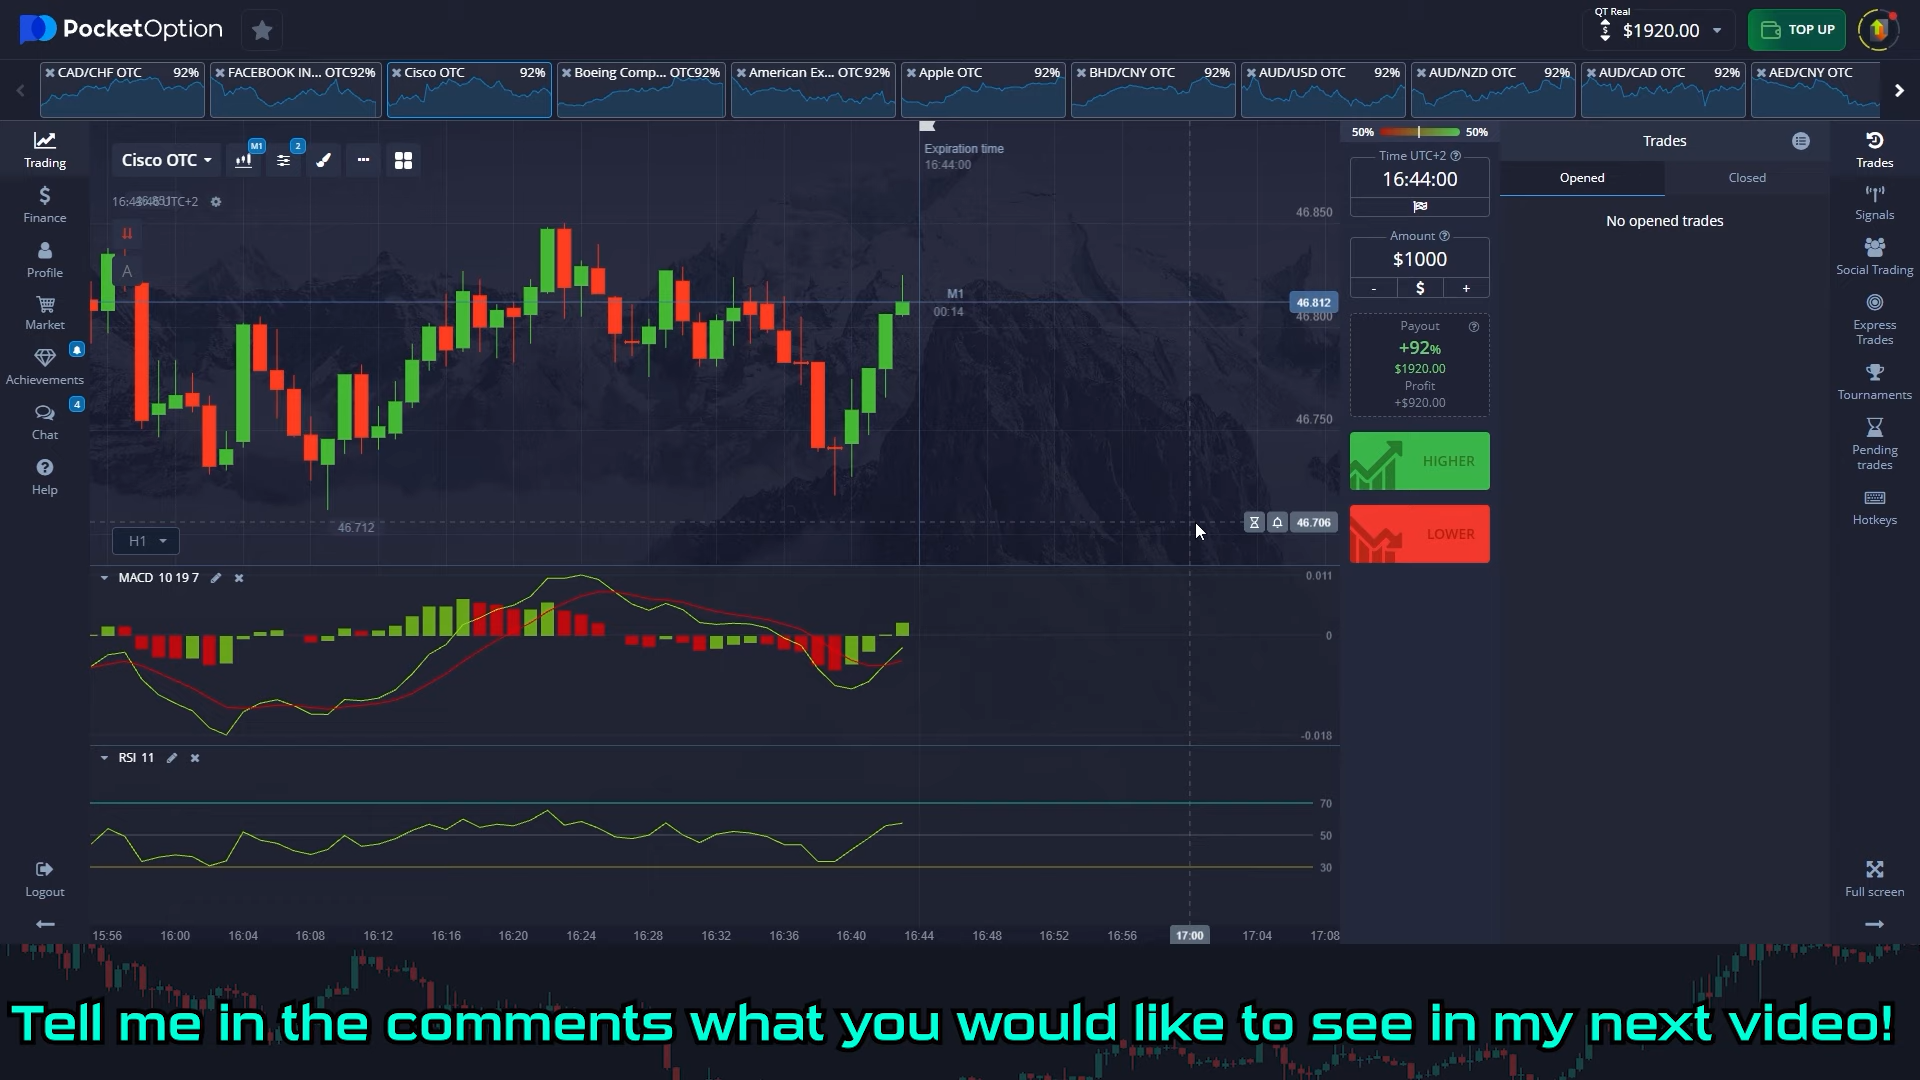 PocketOption
QT Real
$1920.00
TOP UP
CAD/CHF OTC 92%
FACEBOOK IN... OTC92%
Cisco OTC 92%
Boeing Comp... OTC92%
American Ex... OTC92%
Apple OTC 92%
BHD/CNY OTC 92%
AUD/USD OTC 92%
AUD/NZD OTC 92%
AUD/CAD OTC 92%
AED/CNY OTC
Trading
Finance
Profile
Market
Achievements
4
Chat
Help
Logout
Cisco OTC
M1
2
UTC+2
A
Expiration time
16:44:00
46.850
M1
00:14
46.812
46.800
46.750
46.712
46.706
H1
MACD 10 19 7
0.011
0
-0.018
RSI 11
70
50
30
15:56 16:00 16:04 16:08 16:12 16:16 16:20 16:24 16:28 16:32 16:36 16:40 16:44 16:48 16:52 16:56 17:00 17:04 17:08
50% 50%
Time UTC+2
16:44:00
Amount
$1000
- $ +
Payout
+92%
$1920.00
Profit
+$920.00
HIGHER
LOWER
Trades
Opened Closed
No opened trades
Trades
Signals
Social Trading
Express
Trades
Tournaments
Pending
trades
Hotkeys
Full screen
Tell me in the comments what you would like to see in my next video!